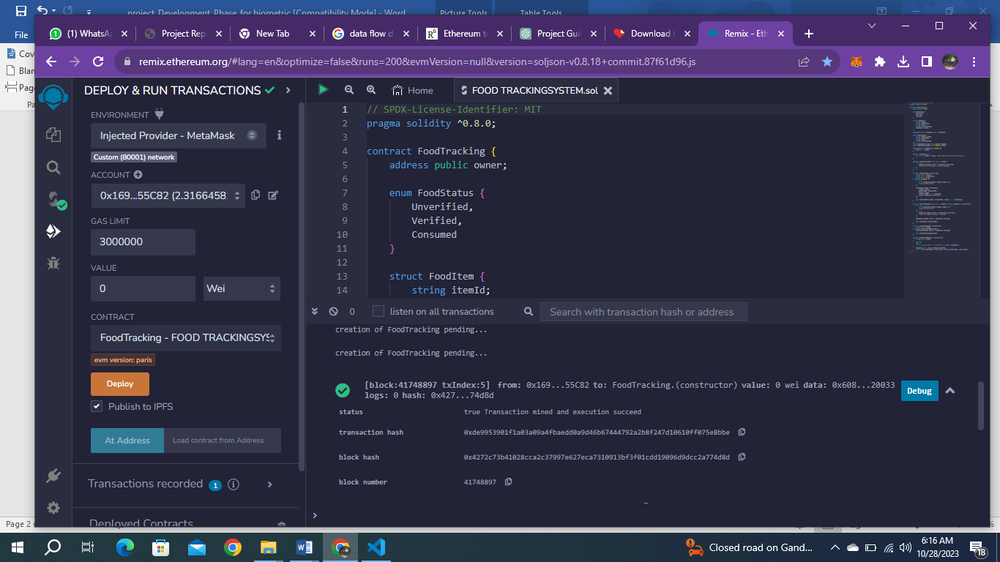 project_Development_Phase_for_biometric [Compatibility Mode] - Word
Picture Tools
Table Tools
File
Cov
Blan
Page
Pa
(1) WhatsA
Project Rep
New Tab
data flow d
Ethereum t
Project Gui
Download f
Remix - Eth
remix.ethereum.org/#lang=en&optimize=false&runs=200&evmVersion=null&version=soljson-v0.8.18+commit.87f61d96.js
DEPLOY & RUN TRANSACTIONS
ENVIRONMENT
Injected Provider - MetaMask
Custom (80001) network
ACCOUNT
0x169...55C82 (2.3166458
GAS LIMIT
3000000
VALUE
0
Wei
CONTRACT
FoodTracking - FOOD TRACKINGSYS
evm version: paris
Deploy
Publish to IPFS
At Address
Load contract from Address
Transactions recorded 1
Deployed Contracts
Home
FOOD TRACKINGSYSTEM.sol
1 // SPDX-License-Identifier: MIT
2 pragma solidity ^0.8.0;
3
4 contract FoodTracking {
5 address public owner;
6
7 enum FoodStatus {
8 Unverified,
9 Verified,
10 Consumed
11 }
12
13 struct FoodItem {
14 string itemId;
0
listen on all transactions
Search with transaction hash or address
creation of FoodTracking pending...
creation of FoodTracking pending...
[block:41748897 txIndex:5] from: 0x169...55C82 to: FoodTracking.(constructor) value: 0 wei data: 0x608...20033
logs: 0 hash: 0x427...74d8d
Debug
status true Transaction mined and execution succeed
transaction hash 0xde9953901f1a03a09a4fbaedd0a9d46b67444792a2b8f247d10610ff075e8bbe
block hash 0x4272c73b41028cca2c37997e627eca7310913bf3f01cdd19096d9dcc2a774d8d
block number 41748897
>
Page 2
%
Closed road on Gand...
6:16 AM
10/28/2023
18